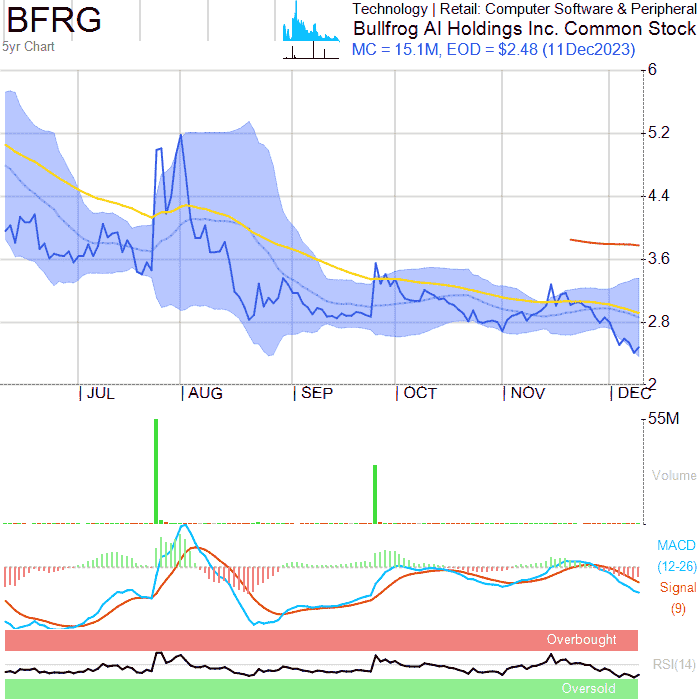 BFRG
5yr Chart
Technology | Retail: Computer Software & Peripheral
Bullfrog AI Holdings Inc. Common Stock
MC = 15.1M, EOD = $2.48 (11Dec2023)
6
5.2
4.4
3.6
2.8
2
JUL
AUG
SEP
OCT
NOV
DEC
55M
Volume
MACD
(12-26)
Signal
(9)
Overbought
RSI(14)
Oversold